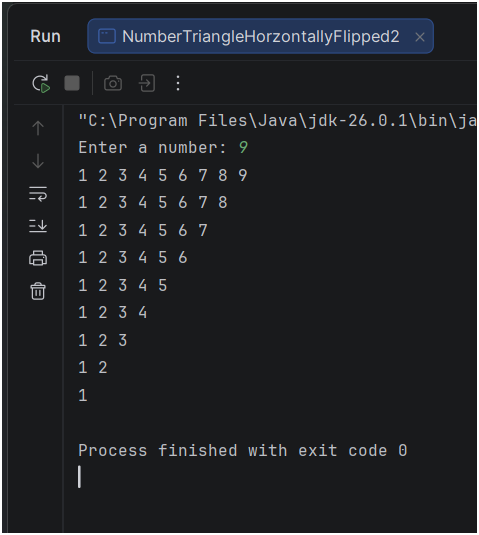 Run NumberTriangleHorzontallyFlipped2
"C:\Program Files\Java\jdk-26.0.1\bin\ja
Enter a number: 9
1 2 3 4 5 6 7 8 9
1 2 3 4 5 6 7 8
1 2 3 4 5 6 7
1 2 3 4 5 6
1 2 3 4 5
1 2 3 4
1 2 3
1 2
1
Process finished with exit code 0